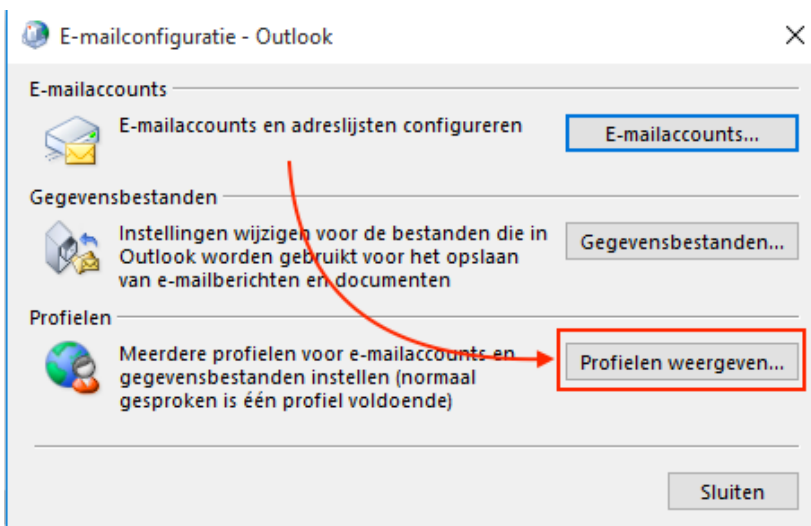 E-mailconfiguratie - Outlook
E-mailaccounts
E-mailaccounts en adreslijsten configureren
E-mailaccounts...
Gegevensbestanden
Instellingen wijzigen voor de bestanden die in
Outlook worden gebruikt voor het opslaan
van e-mailberichten en documenten
Gegevensbestanden...
Profielen
Meerdere profielen voor e-mailaccounts en
gegevensbestanden instellen (normaal
gesproken is één profiel voldoende)
Profielen weergeven...
Sluiten